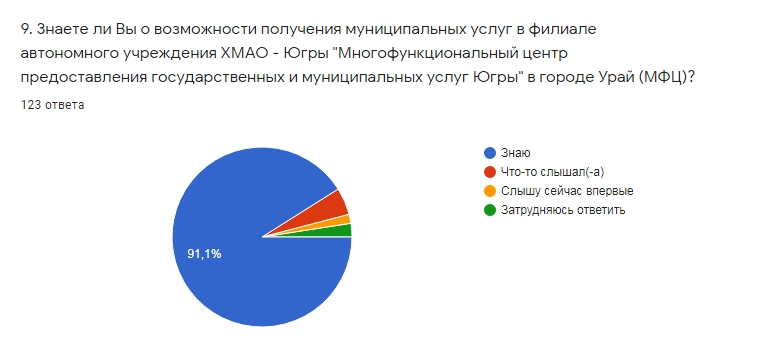 9. Знаете ли Вы о возможности получения муниципальных услуг в филиале
автономного учреждения ХМАО - Югры "Многофункциональный центр
предоставления государственных и муниципальных услуг Югры" в городе Урай (МФЦ)?
123 ответа
Знаю
Что-то слышал(-а)
Слышу сейчас впервые
Затрудняюсь ответить
91,1%